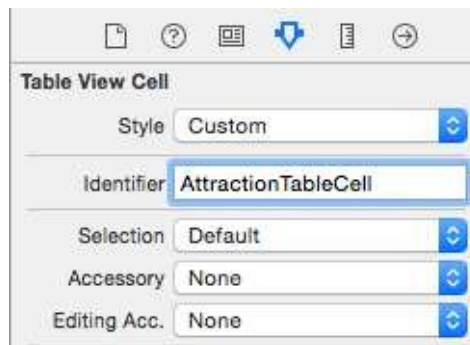 Table View Cell
Style Custom
Identifier AttractionTableCell
Selection Default
Accessory None
Editing Acc. None